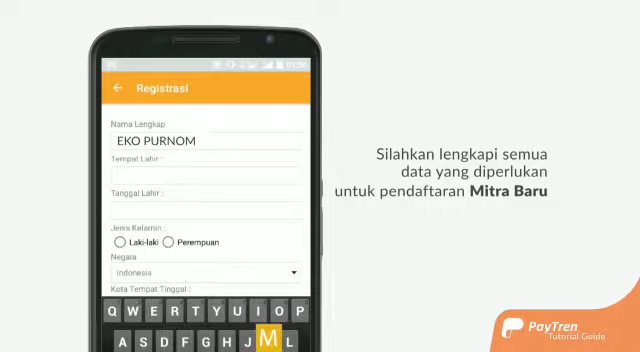 Registrasi
Nama Lengkap
EKO PURNOM
Tempat Lahir :
Tanggal Lahir :
Jenis Kelamin :
Laki-laki Perempuan
Negara
Indonesia
Kota Tempat Tinggal :
Q W E R T Y U I O P
A S D F G H J M L
Silahkan lengkapi semua
data yang diperlukan
untuk pendaftaran Mitra Baru
PayTren
Tutorial Guide